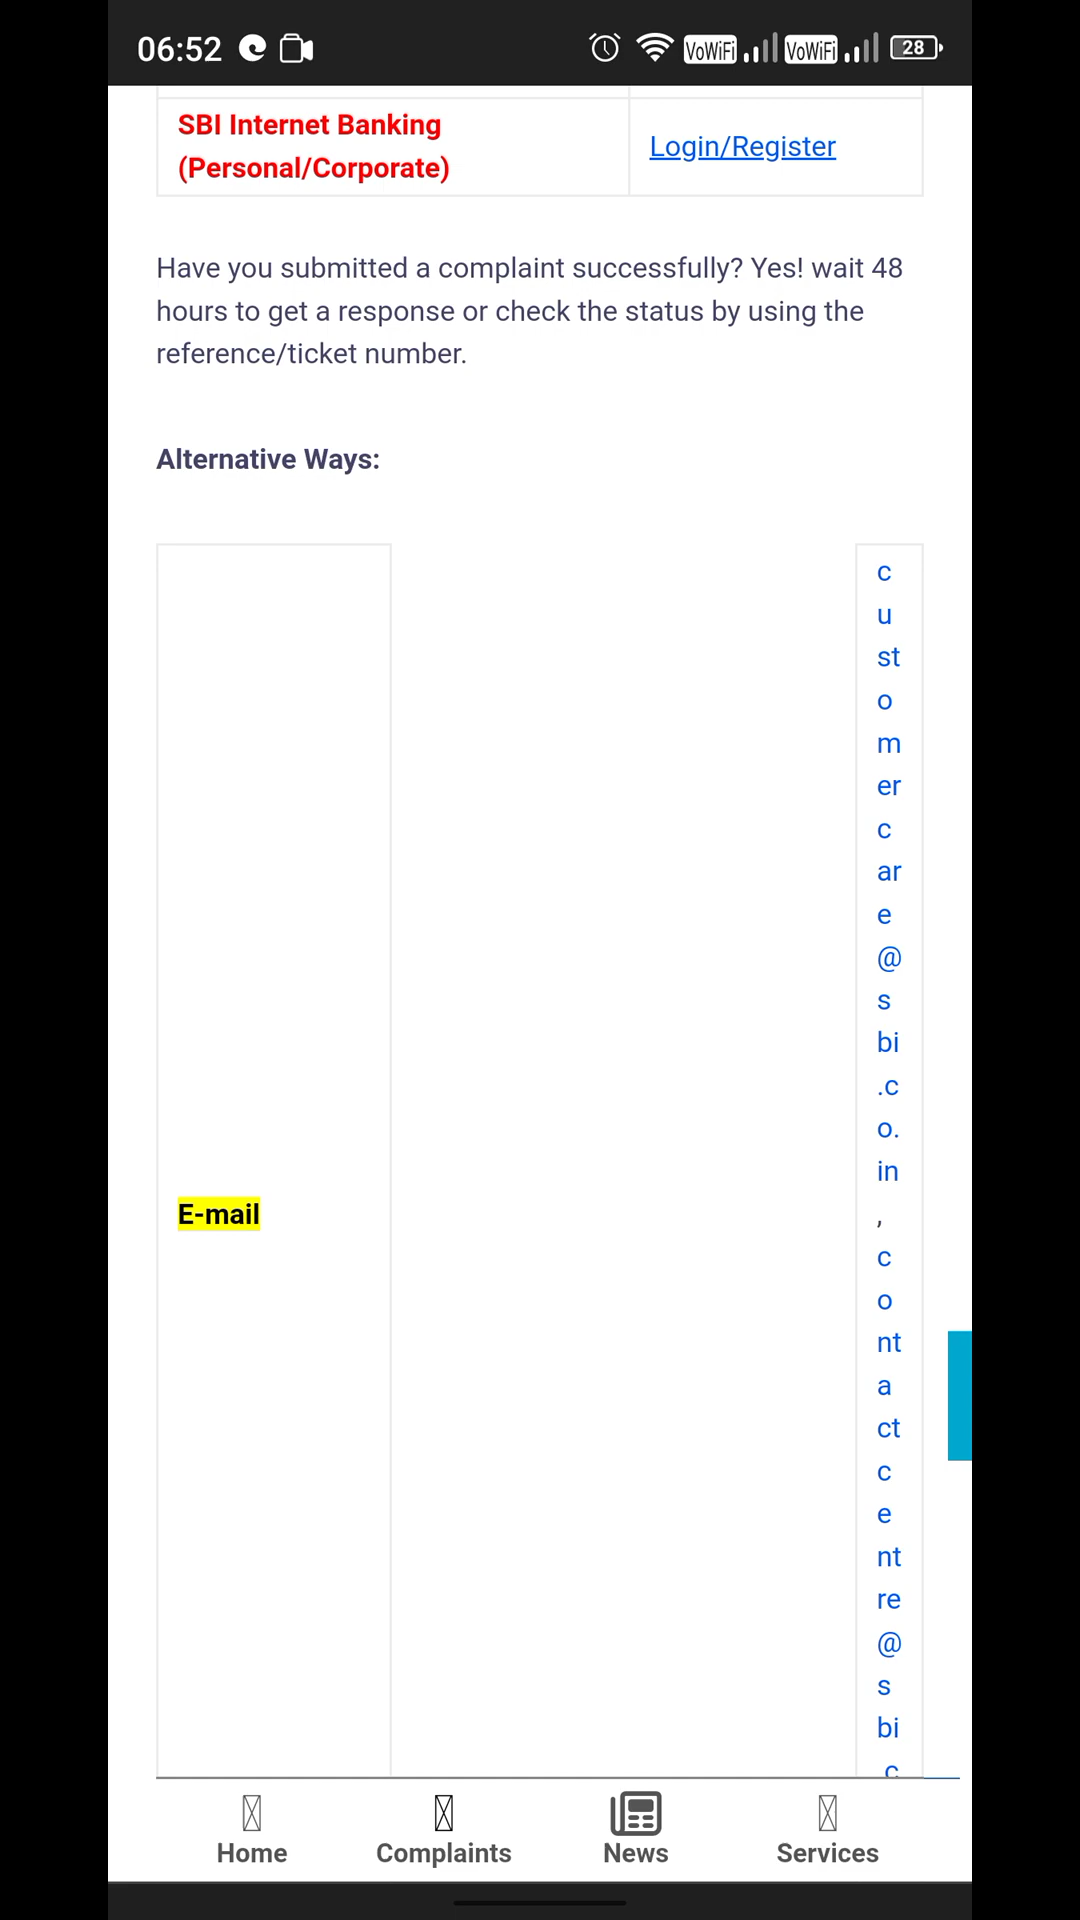 06:52 VoWiFi VoWiFi 28
SBI Internet Banking
(Personal/Corporate)
Login/Register
Have you submitted a complaint successfully? Yes! wait 48
hours to get a response or check the status by using the
reference/ticket number.
Alternative Ways:
E-mail
c
u
st
o
m
er
c
ar
e
@
s
bi
.c
o.
in
,
c
o
nt
a
ct
c
e
nt
re
@
s
bi
.c
Home
Complaints
News
Services